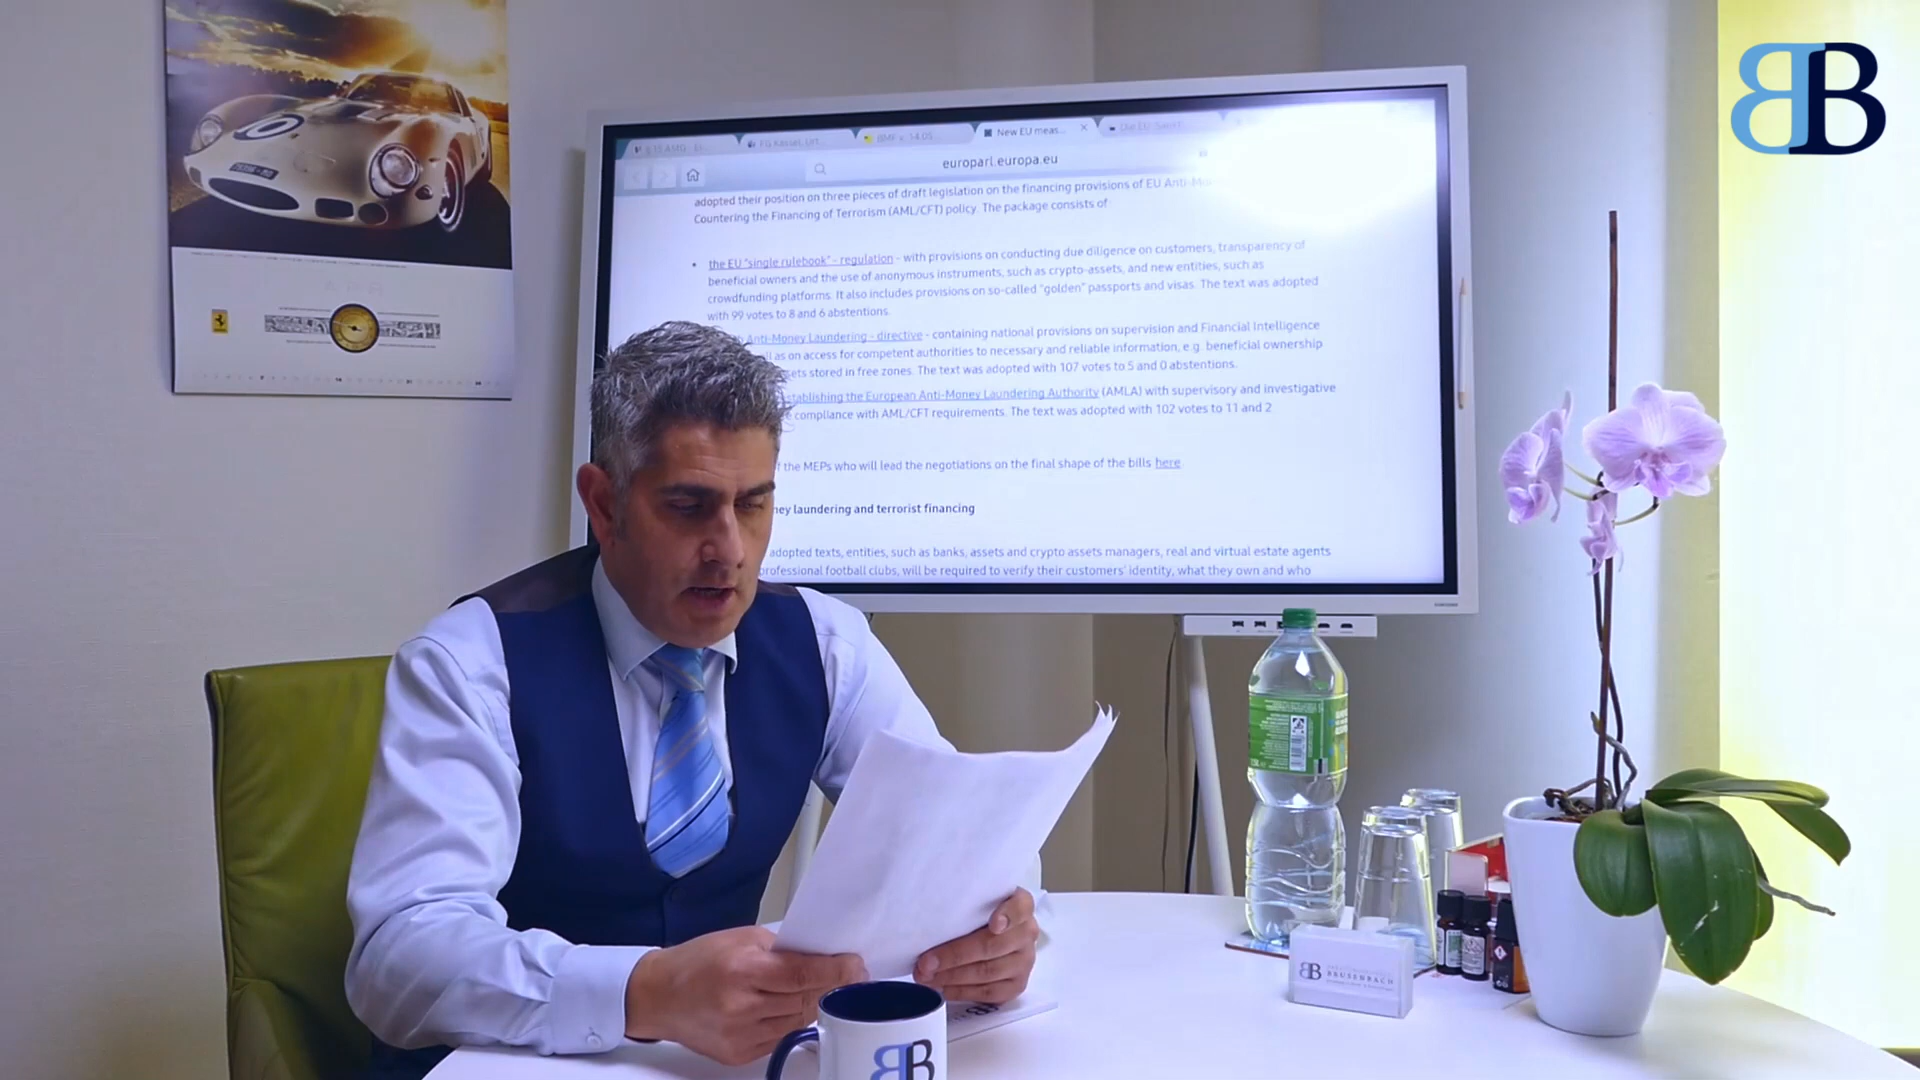 BB
10
New EU meas...
europarl.europa.eu
adopted their position on three pieces of draft legislation on the financing provisions of EU Anti-Mo
Countering the Financing of Terrorism (AML/CFT) policy. The package consists of
• the EU "single rulebook" - regulation - with provisions on conducting due diligence on customers, transparency of
beneficial owners and the use of anonymous instruments, such as crypto-assets, and new entities, such as
crowdfunding platforms. It also includes provisions on so-called "golden" passports and visas. The text was adopted
with 99 votes to 8 and 6 abstentions.
Anti-Money Laundering - directive - containing national provisions on supervision and Financial Intelligence
as on access for competent authorities to necessary and reliable information, e.g. beneficial ownership
sets stored in free zones. The text was adopted with 107 votes to 5 and 0 abstentions.
stablishing the European Anti-Money Laundering Authority (AMLA) with supervisory and investigative
e compliance with AML/CFT requirements. The text was adopted with 102 votes to 11 and 2
f the MEPs who will lead the negotiations on the final shape of the bills here
ney laundering and terrorist financing
adopted texts, entities, such as banks, assets and crypto assets managers, real and virtual estate agents
professional football clubs, will be required to verify their customers' identity, what they own and who
BB
BRUSENBACH
BB